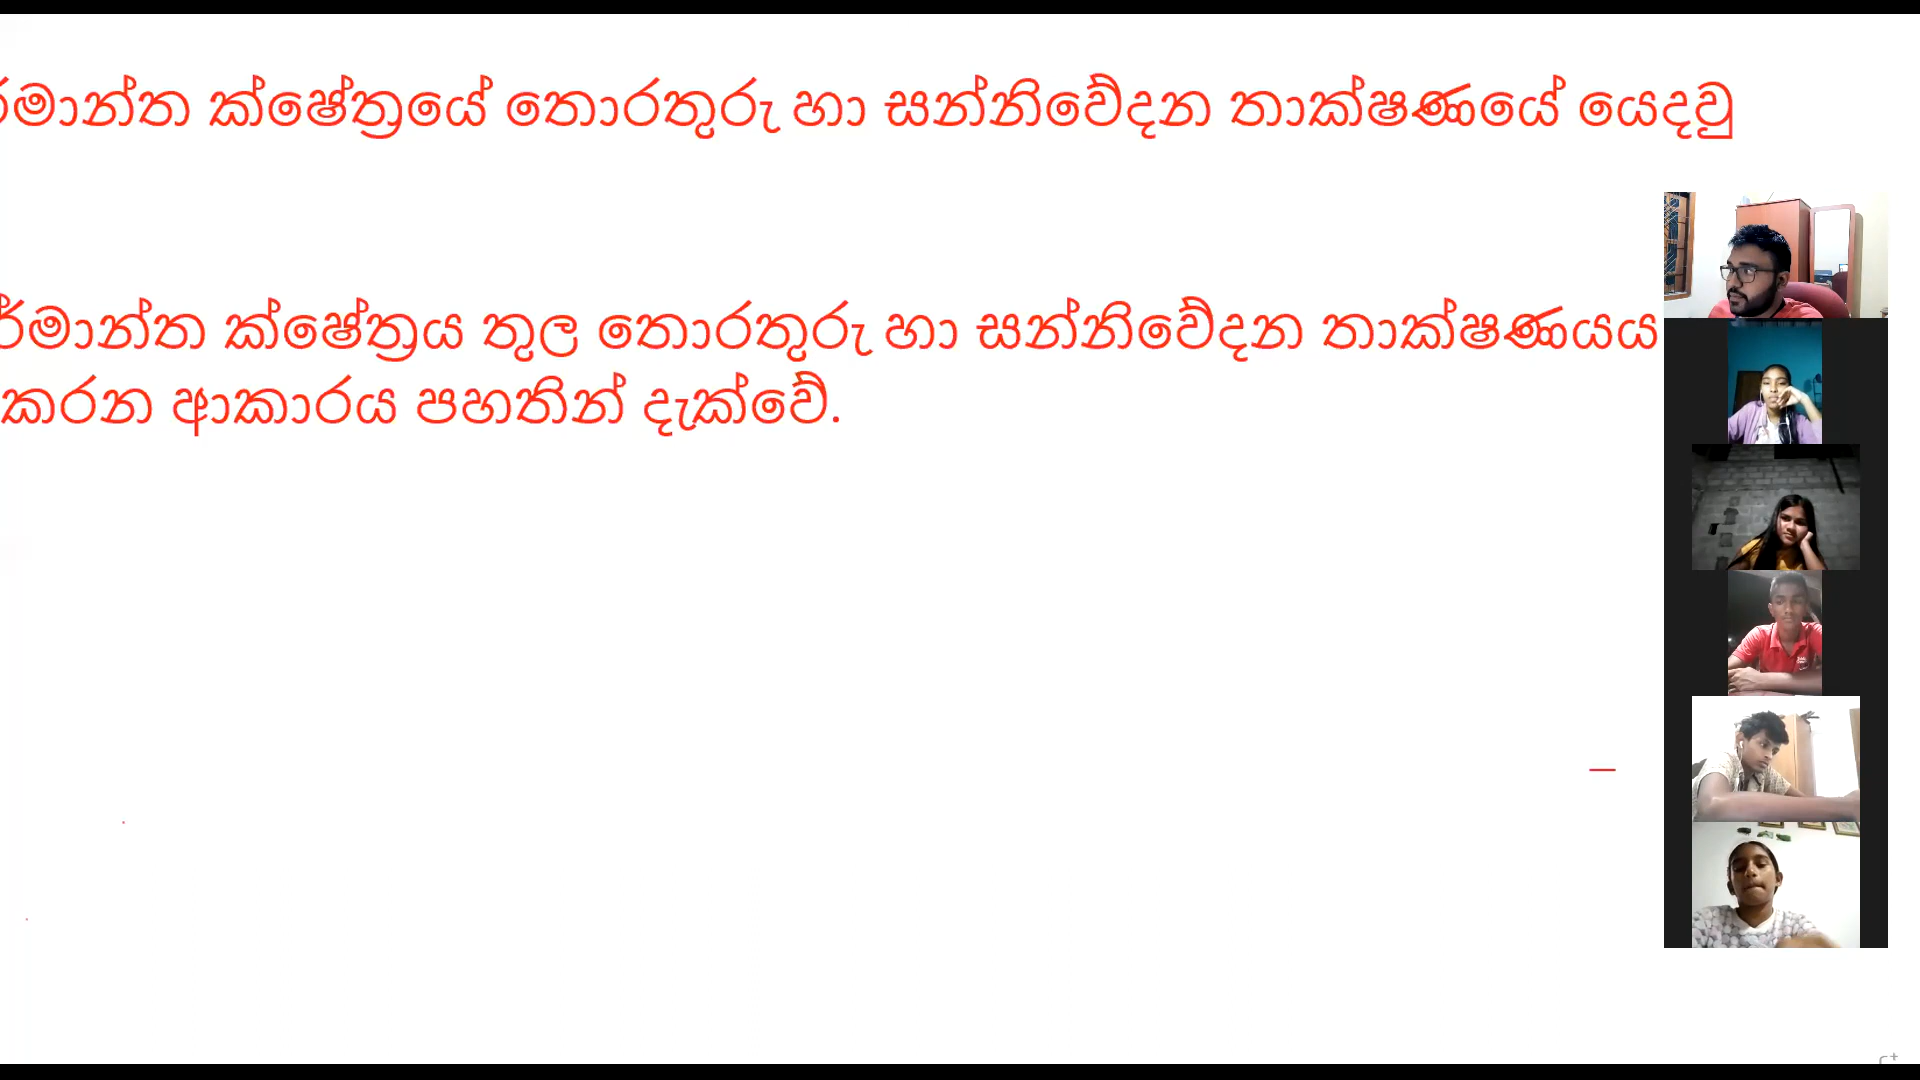 ර්මාන්ත ක්ෂේත්‍රයේ තොරතුරු හා සන්නිවේදන තාක්ෂණයේ යෙදවු
ර්මාන්ත ක්ෂේත්‍රය තුල තොරතුරු හා සන්නිවේදන තාක්ෂණයය
කරන ආකාරය පහතින් දැක්වේ.